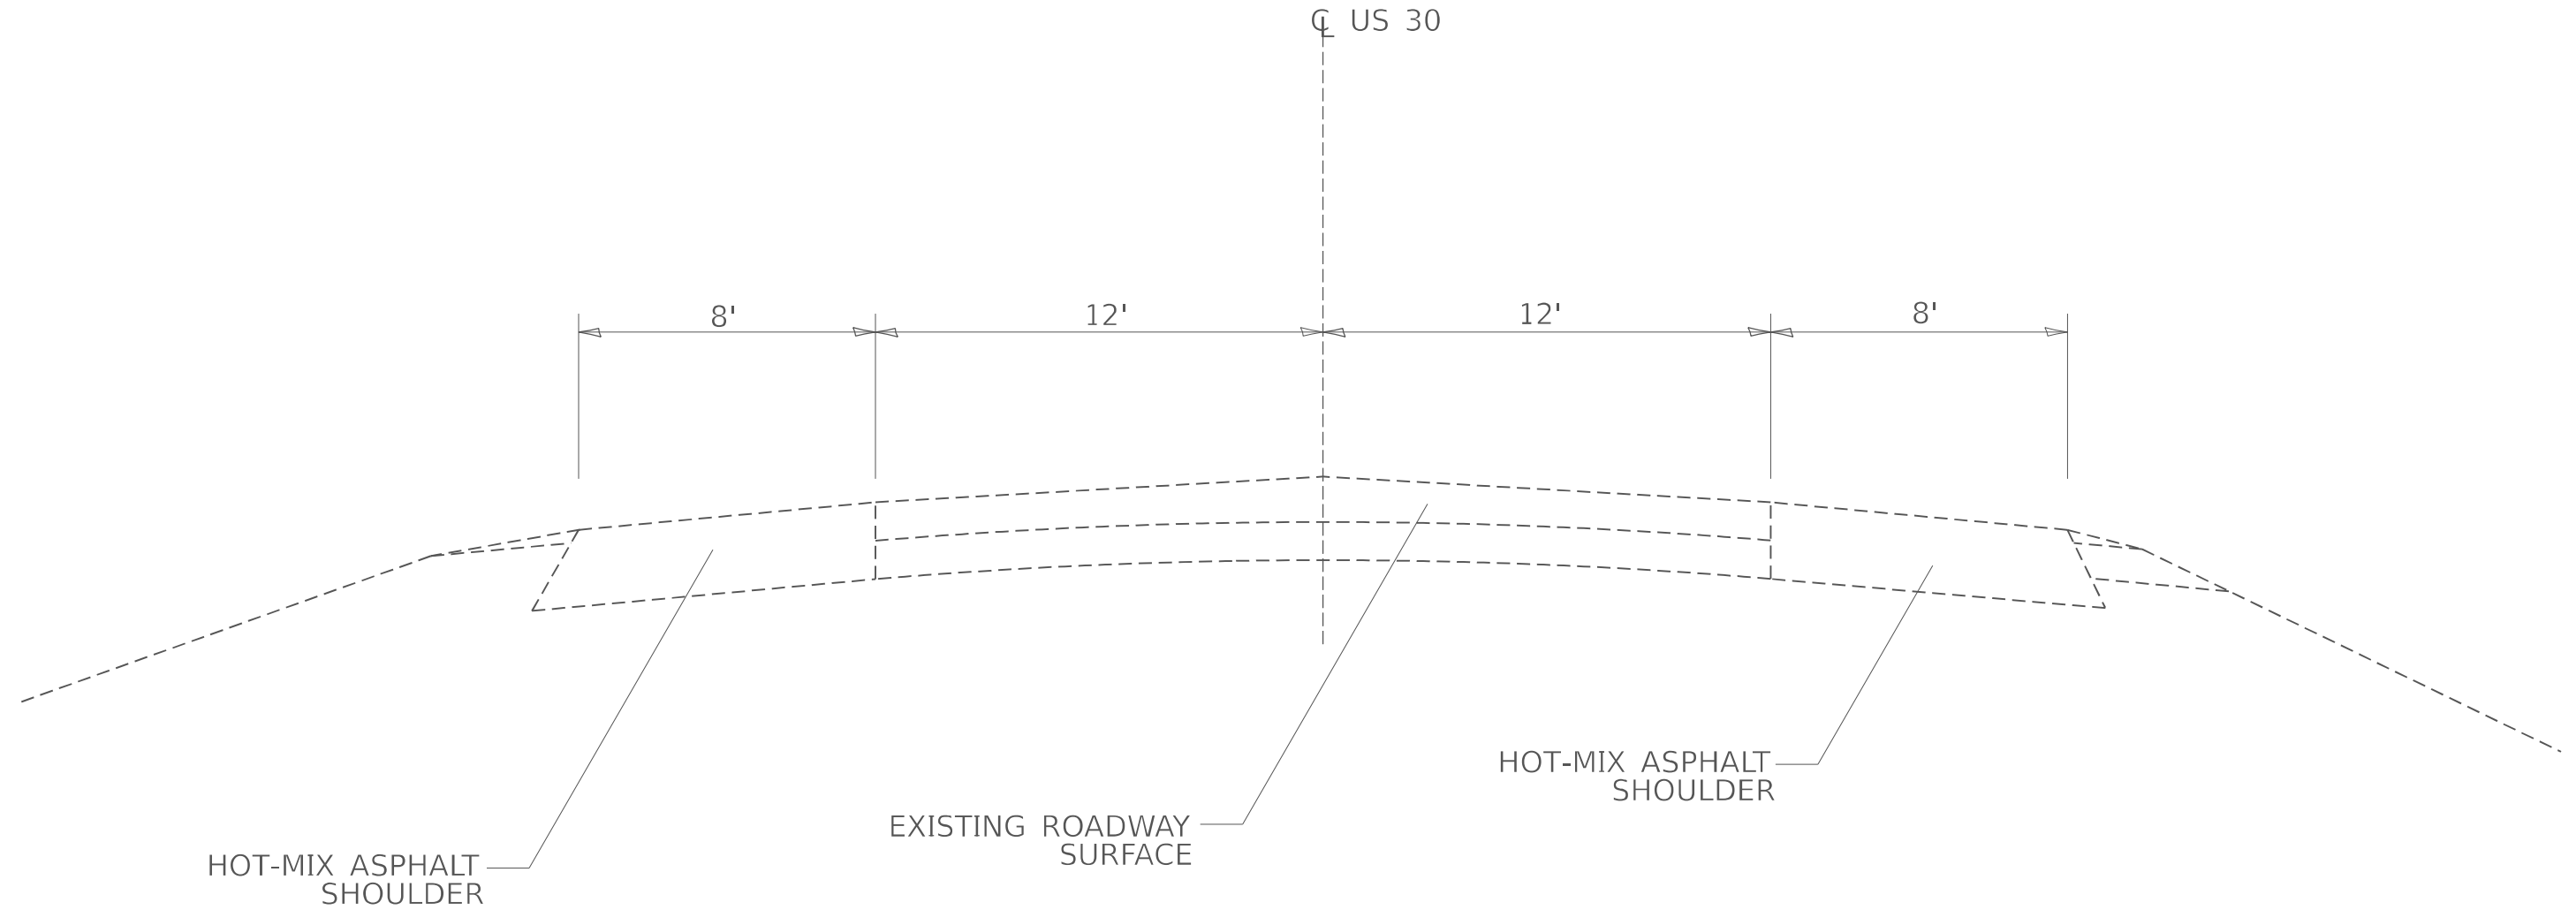 ℄ US 30
8'
12'
12'
8'
HOT-MIX ASPHALT
SHOULDER
EXISTING ROADWAY
SURFACE
HOT-MIX ASPHALT
SHOULDER